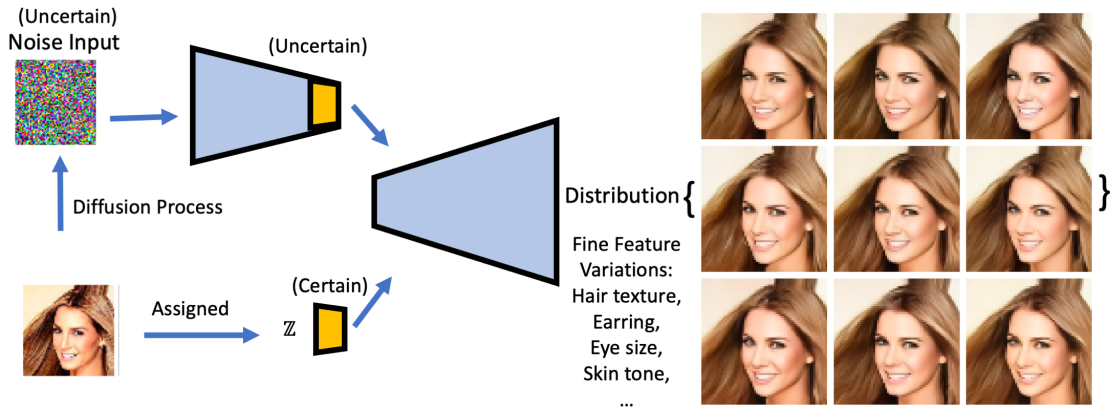 (Uncertain)
Noise Input
(Uncertain)
Diffusion Process
Assigned
(Certain)
ℤ
Distribution {
}
Fine Feature
Variations:
Hair texture,
Earring,
Eye size,
Skin tone,
...